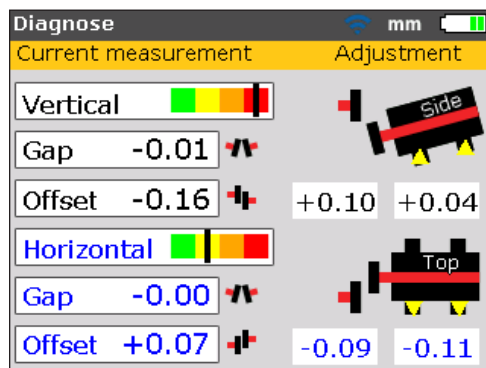 Diagnose mm
Current measurement Adjustment
Vertical Side
Gap -0.01
Offset -0.16 +0.10 +0.04
Horizontal Top
Gap -0.00
Offset +0.07 -0.09 -0.11